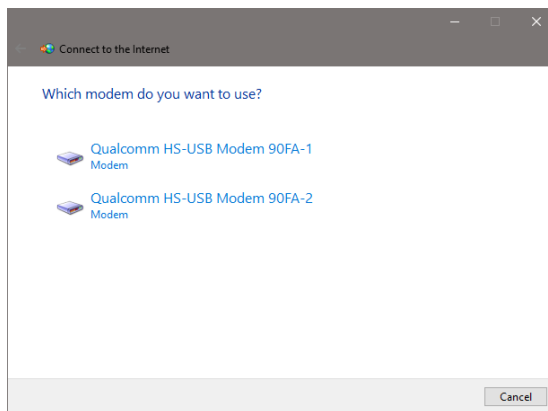 Connect to the Internet
Which modem do you want to use?
Qualcomm HS-USB Modem 90FA-1
Modem
Qualcomm HS-USB Modem 90FA-2
Modem
Cancel